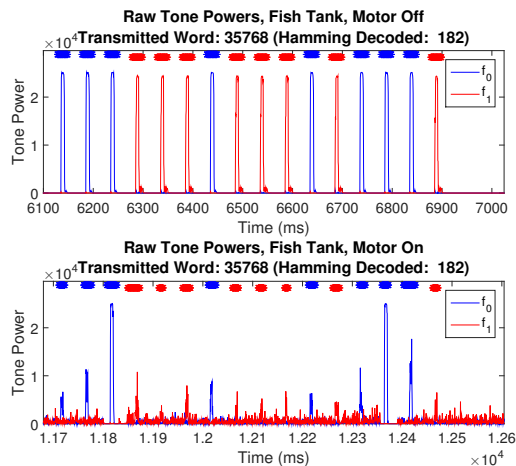 Raw Tone Powers, Fish Tank, Motor Off
Transmitted Word: 35768 (Hamming Decoded: 182)
×10⁴
Tone Power
2
1
0
f₀
f₁
6100 6200 6300 6400 6500 6600 6700 6800 6900 7000
Time (ms)
Raw Tone Powers, Fish Tank, Motor On
Transmitted Word: 35768 (Hamming Decoded: 182)
×10⁴
Tone Power
2
1
0
f₀
f₁
1.17 1.18 1.19 1.2 1.21 1.22 1.23 1.24 1.25 1.26
Time (ms)
×10⁴